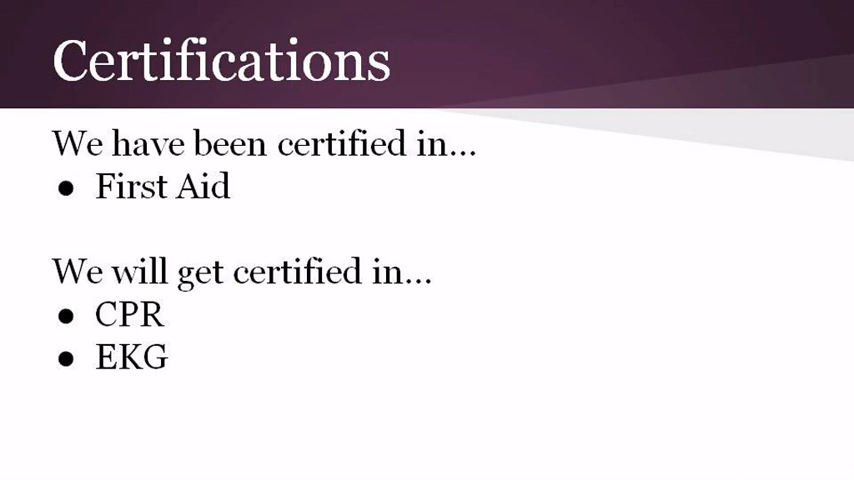 Certifications
We have been certified in...
● First Aid
We will get certified in...
● CPR
● EKG